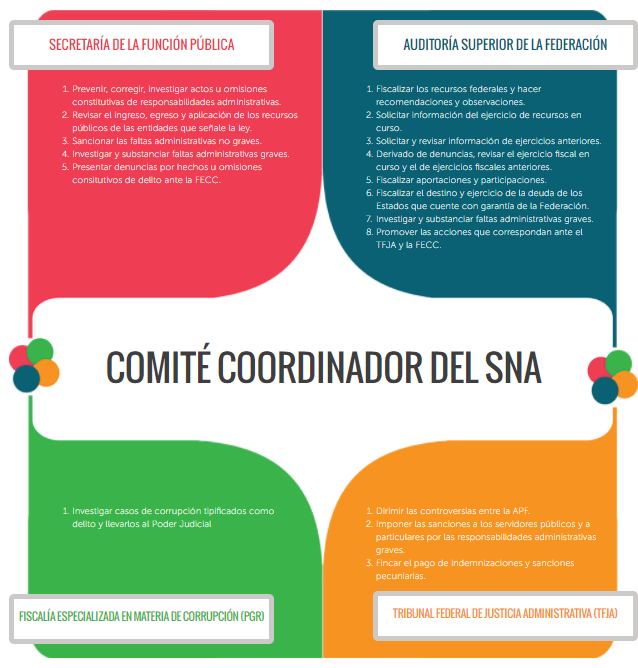 SECRETARÍA DE LA FUNCIÓN PÚBLICA
1. Prevenir, corregir, investigar actos u omisiones
constitutivas de responsabilidades administrativas.
2. Revisar el ingreso, egreso y aplicación de los recursos
públicos de las entidades que señale la ley.
3. Sancionar las faltas administrativas no graves.
4. Investigar y substanciar faltas administrativas graves.
5. Presentar denuncias por hechos u omisiones
consitutivos de delito ante la FECC.
AUDITORÍA SUPERIOR DE LA FEDERACIÓN
1. Fiscalizar los recursos federales y hacer
recomendaciones y observaciones.
2. Solicitar información del ejercicio de recursos en
curso.
3. Solicitar y revisar información de ejercicios anteriores.
4. Derivado de denuncias, revisar el ejercicio fiscal en
curso y el de ejercicios fiscales anteriores.
5. Fiscalizar aportaciones y participaciones.
6. Fiscalizar el destino y ejercicio de la deuda de los
Estados que cuente con garantía de la Federación.
7. Investigar y substanciar faltas administrativas graves.
8. Promover las acciones que correspondan ante el
TFJA y la FECC.
COMITÉ COORDINADOR DEL SNA
1. Investigar casos de corrupción tipificados como
delito y llevarlos al Poder Judicial
FISCALÍA ESPECIALIZADA EN MATERIA DE CORRUPCIÓN (PGR)
1. Dirimir las controversias entre la APF.
2. Imponer las sanciones a los servidores públicos y a
particulares por las responsabilidades administrativas
graves.
3. Fincar el pago de indemnizaciones y sanciones
pecuniarias.
TRIBUNAL FEDERAL DE JUSTICIA ADMINISTRATIVA (TFJA)